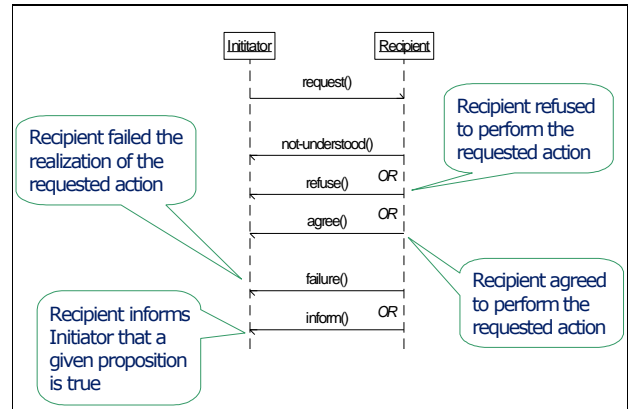 Inititator
Recipient
request()
Recipient refused
to perform the
requested action
Recipient failed the
realization of the
requested action
not-understood()
OR
refuse()
OR
agree()
Recipient agreed
to perform the
requested action
failure()
OR
inform()
Recipient informs
Initiator that a
given proposition
is true